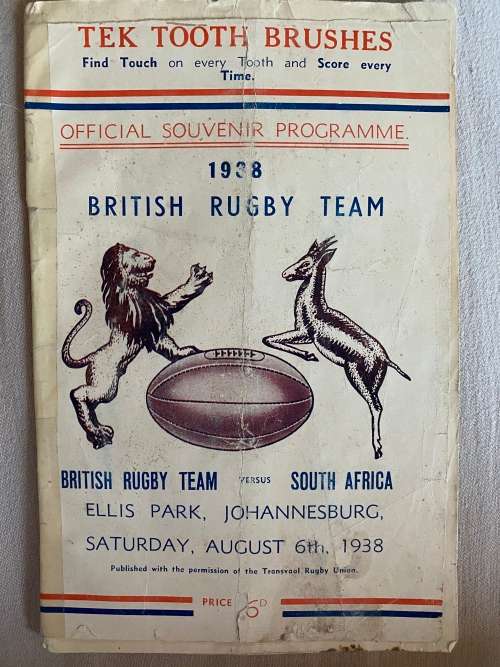 TEK TOOTH BRUSHES
Find Touch on every Tooth and Score every
Time.
OFFICIAL SOUVENIR PROGRAMME.
1938
BRITISH RUGBY TEAM
BRITISH RUGBY TEAM VERSUS SOUTH AFRICA
ELLIS PARK, JOHANNESBURG,
SATURDAY, AUGUST 6th, 1938
Published with the permission of the Transvaal Rugby Union.
PRICE 6D